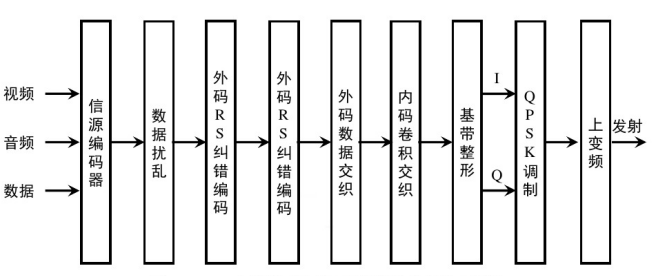 视频
音频
数据
信源编码器
数据扰乱
外码RS纠错编码
外码RS纠错编码
外码数据交织
内码卷积交织
基带整形
I
Q
QPSK调制
上变频
发射